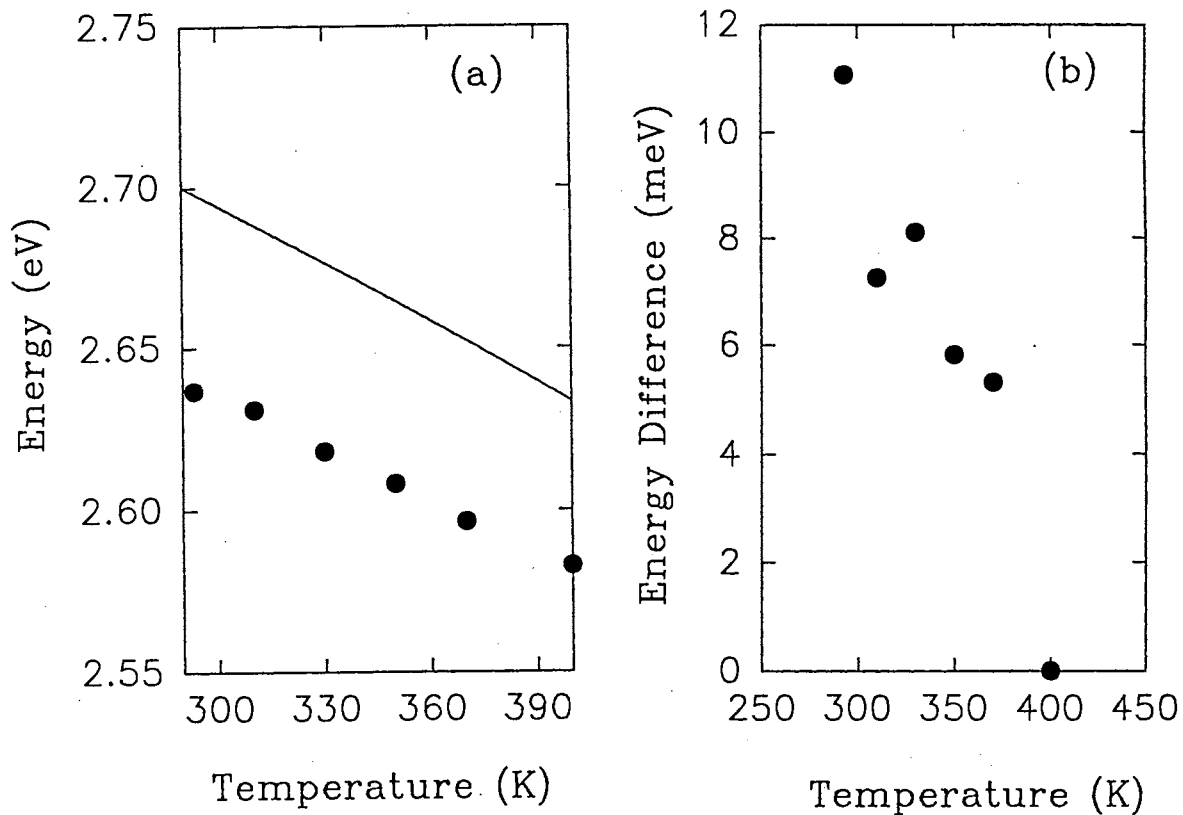 2.75
2.70
2.65
2.60
2.55
Energy (eV)
(a)
300 330 360 390
Temperature (K)
12
10
8
6
4
2
0
Energy Difference (meV)
(b)
250 300 350 400 450
Temperature (K)